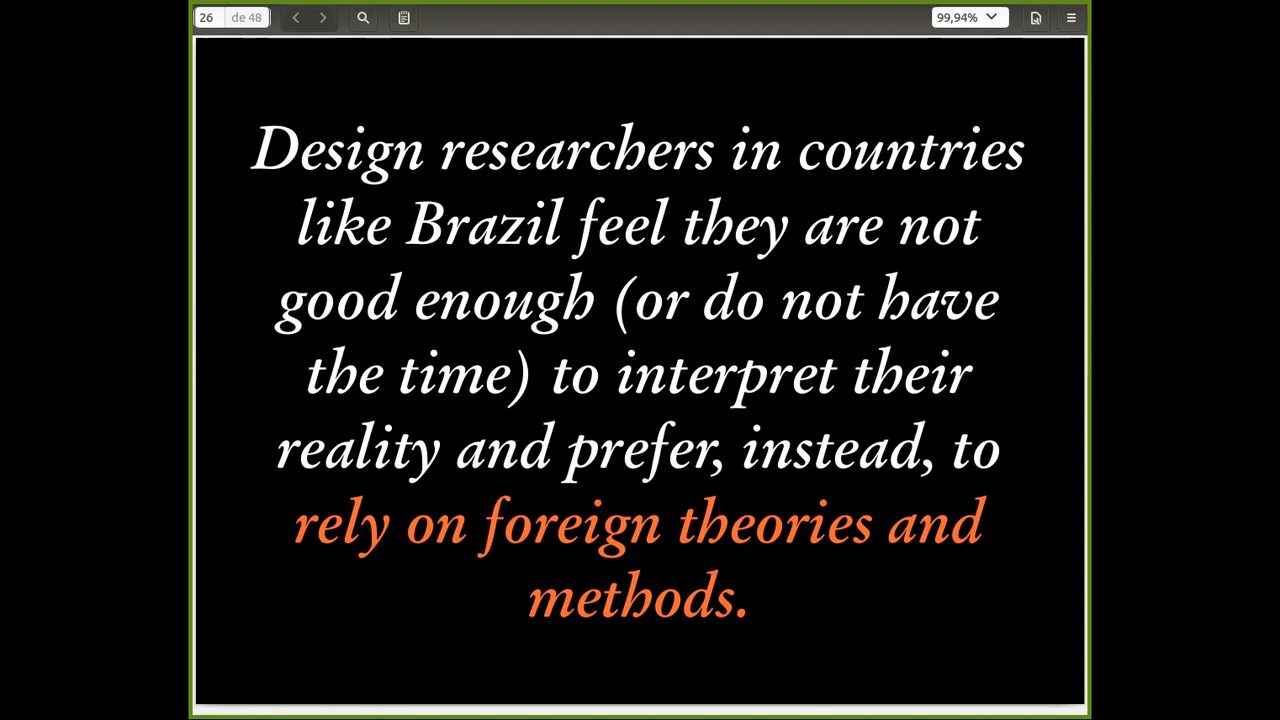 26 de 48 99,94%
Design researchers in countries
like Brazil feel they are not
good enough (or do not have
the time) to interpret their
reality and prefer, instead, to
rely on foreign theories and
methods.